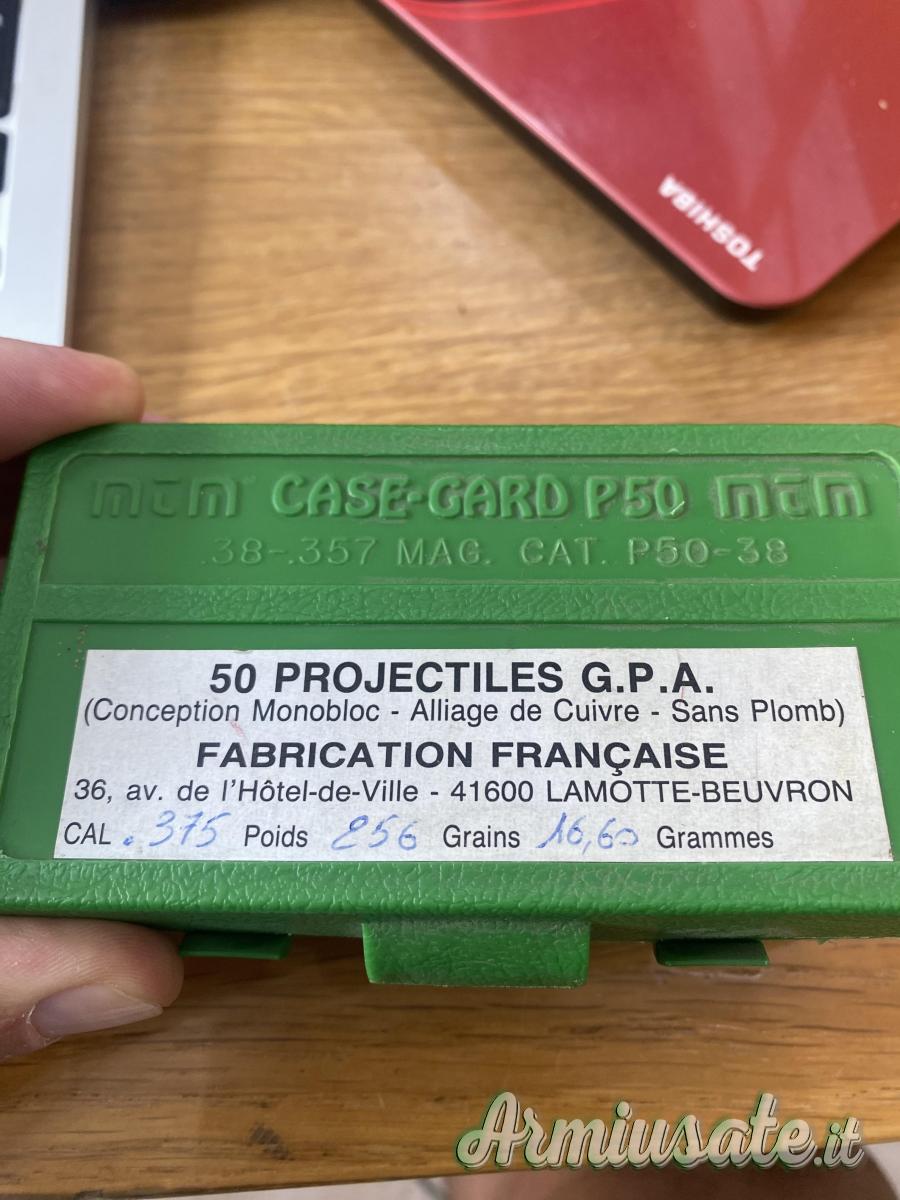 TOSHIBA
MTM CASE-GARD P50 MTM
.38-.357 MAG. CAT. P50-38
50 PROJECTILES G.P.A.
(Conception Monobloc - Alliage de Cuivre - Sans Plomb)
FABRICATION FRANÇAISE
36, av. de l'Hôtel-de-Ville - 41600 LAMOTTE-BEUVRON
CAL .375 Poids 256 Grains 16,60 Grammes
Armiusate.it